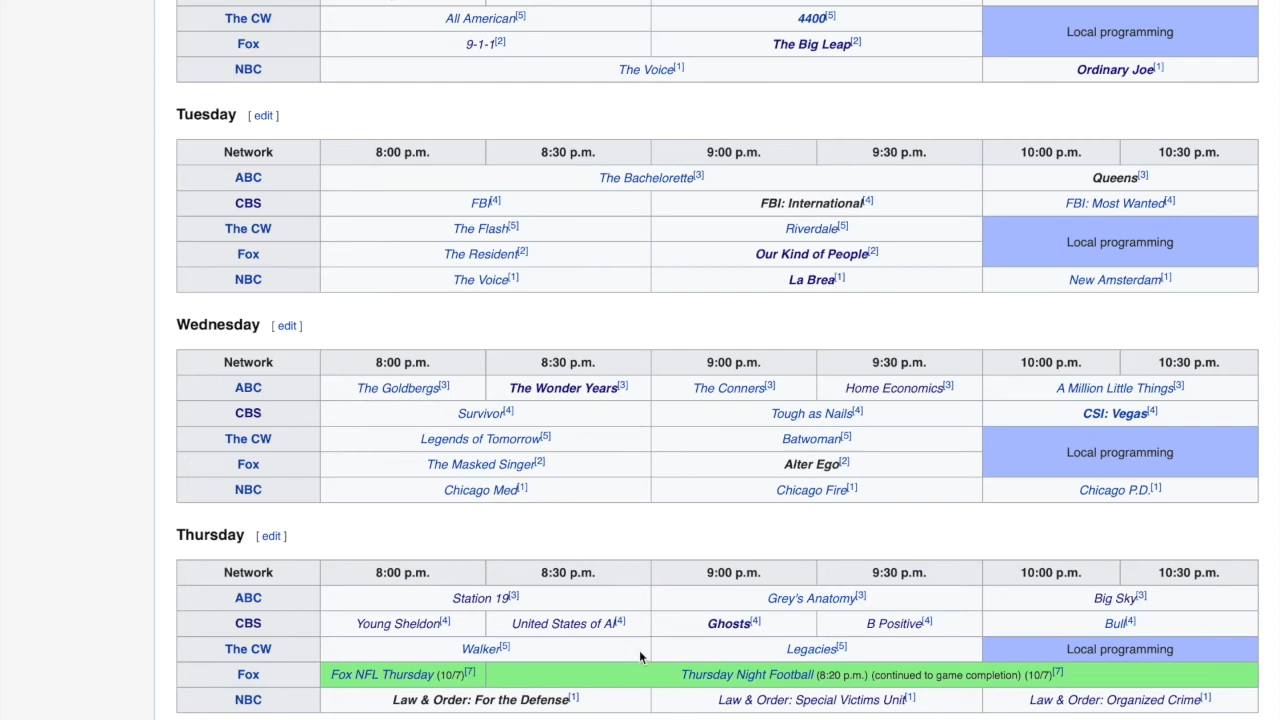 The CW All American[5] 4400[5] Local programming
Fox 9-1-1[2] The Big Leap[2]
NBC The Voice[1] Ordinary Joe[1]
Tuesday [ edit ]
Network 8:00 p.m. 8:30 p.m. 9:00 p.m. 9:30 p.m. 10:00 p.m. 10:30 p.m.
ABC The Bachelorette[3] Queens[3]
CBS FBI[4] FBI: International[4] FBI: Most Wanted[4]
The CW The Flash[5] Riverdale[5] Local programming
Fox The Resident[2] Our Kind of People[2]
NBC The Voice[1] La Brea[1] New Amsterdam[1]
Wednesday [ edit ]
Network 8:00 p.m. 8:30 p.m. 9:00 p.m. 9:30 p.m. 10:00 p.m. 10:30 p.m.
ABC The Goldbergs[3] The Wonder Years[3] The Conners[3] Home Economics[3] A Million Little Things[3]
CBS Survivor[4] Tough as Nails[4] CSI: Vegas[4]
The CW Legends of Tomorrow[5] Batwoman[5] Local programming
Fox The Masked Singer[2] Alter Ego[2]
NBC Chicago Med[1] Chicago Fire[1] Chicago P.D.[1]
Thursday [ edit ]
Network 8:00 p.m. 8:30 p.m. 9:00 p.m. 9:30 p.m. 10:00 p.m. 10:30 p.m.
ABC Station 19[3] Grey's Anatomy[3] Big Sky[3]
CBS Young Sheldon[4] United States of Al[4] Ghosts[4] B Positive[4] Bull[4]
The CW Walker[5] Legacies[5] Local programming
Fox Fox NFL Thursday (10/7)[7] Thursday Night Football (8:20 p.m.) (continued to game completion) (10/7)[7]
NBC Law & Order: For the Defense[1] Law & Order: Special Victims Unit[1] Law & Order: Organized Crime[1]